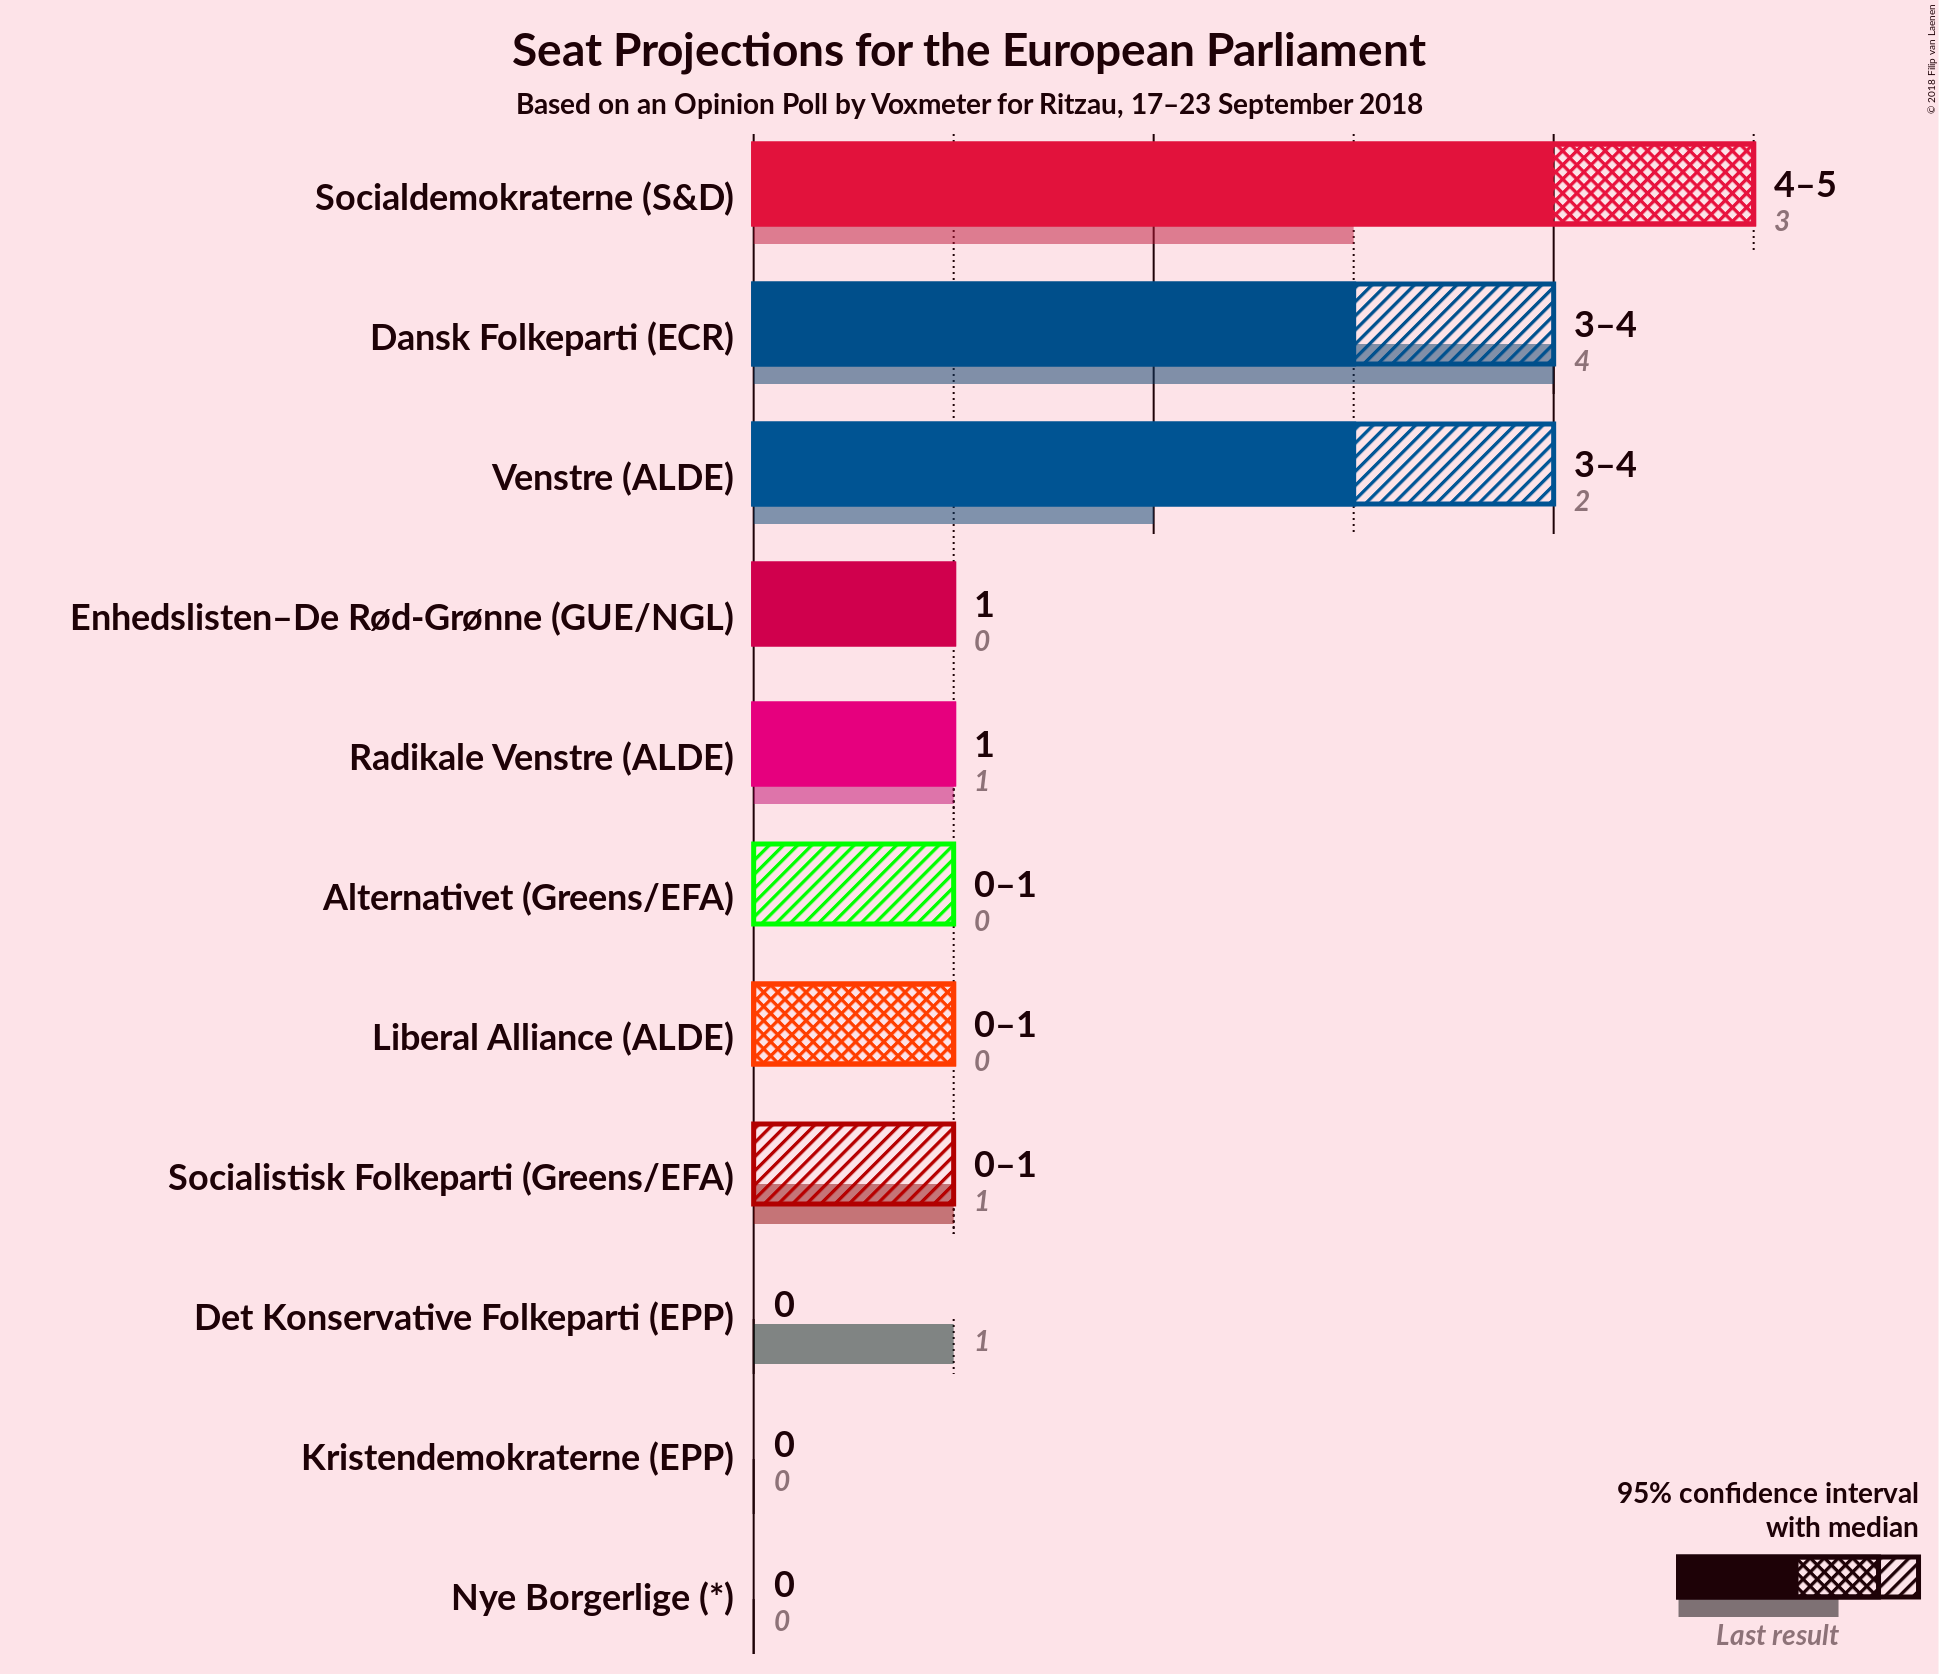 Seat Projections for the European Parliament
Based on an Opinion Poll by Voxmeter for Ritzau, 17–23 September 2018
© 2018 Filip van Laenen
Socialdemokraterne (S&D)
4–5
3
Dansk Folkeparti (ECR)
3–4
4
Venstre (ALDE)
3–4
2
Enhedslisten–De Rød-Grønne (GUE/NGL)
1
0
Radikale Venstre (ALDE)
1
1
Alternativet (Greens/EFA)
0–1
0
Liberal Alliance (ALDE)
0–1
0
Socialistisk Folkeparti (Greens/EFA)
0–1
1
Det Konservative Folkeparti (EPP)
0
1
Kristendemokraterne (EPP)
0
0
Nye Borgerlige (*)
0
0
95% confidence interval
with median
Last result